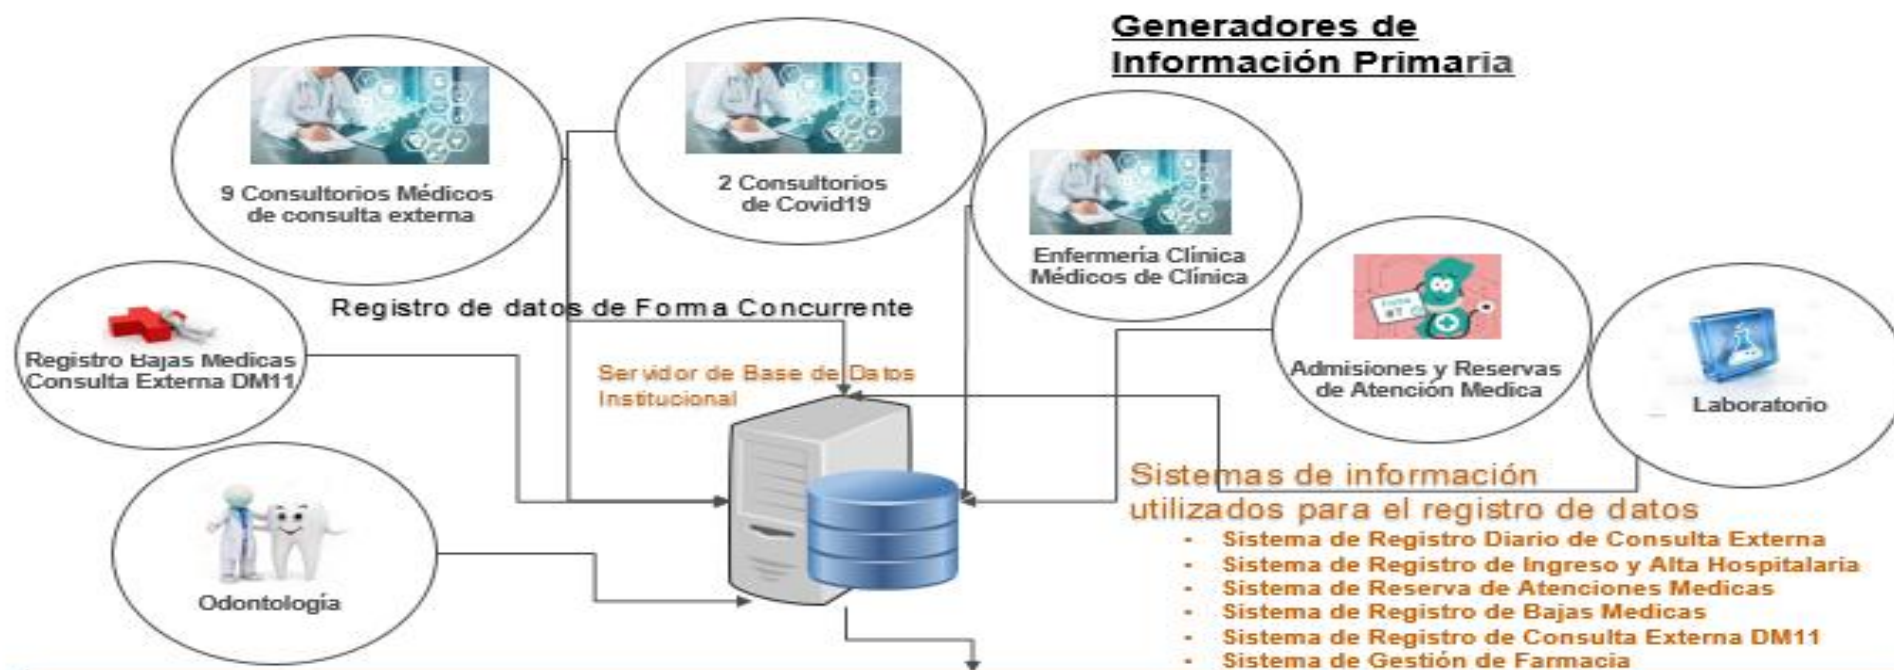 Generadores de
Información Primaria
9 Consultorios Médicos
de consulta externa
2 Consultorios
de Covid19
Enfermería Clínica
Médicos de Clínica
Registro de datos de Forma Concurrente
Registro Bajas Medicas
Consulta Externa DM11
Servidor de Base de Datos
Institucional
Admisiones y Reservas
de Atención Medica
Laboratorio
Odontología
Sistemas de información
utilizados para el registro de datos
- Sistema de Registro Diario de Consulta Externa
- Sistema de Registro de Ingreso y Alta Hospitalaria
- Sistema de Reserva de Atenciones Medicas
- Sistema de Registro de Bajas Medicas
- Sistema de Registro de Consulta Externa DM11
- Sistema de Gestión de Farmacia